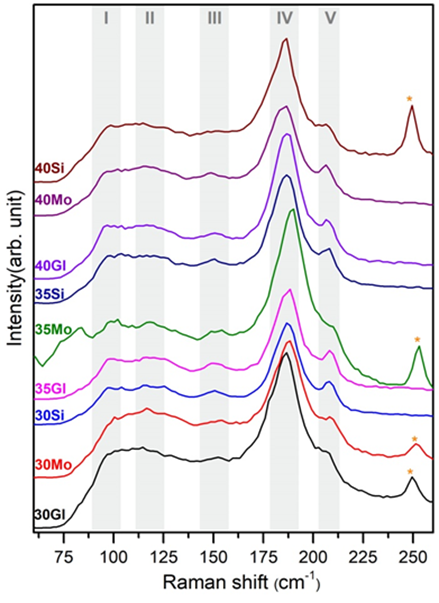 I II III IV V
*
40Si
40Mo
40Gl
35Si
35Mo
*
35Gl
30Si
30Mo
*
*
30Gl
Intensity(arb. unit)
75 100 125 150 175 200 225 250
Raman shift (cm⁻¹)